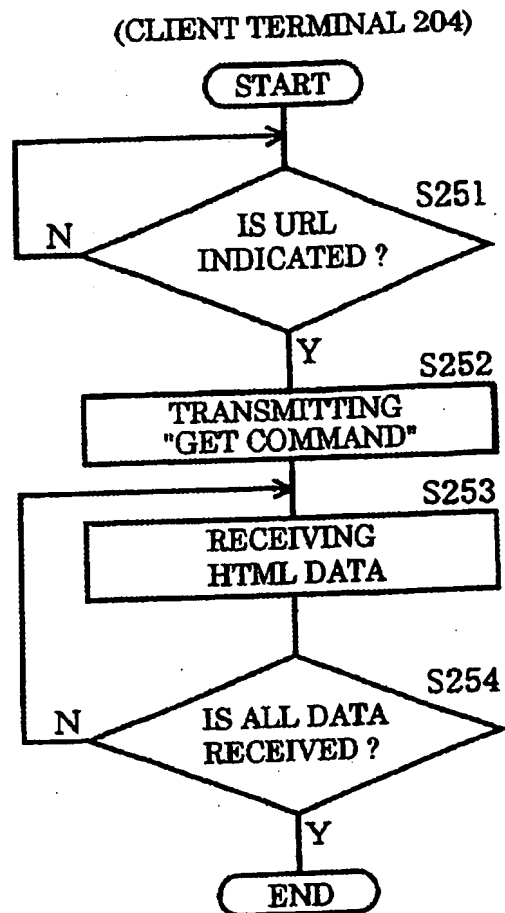 (CLIENT TERMINAL 204)
START
S251
IS URL
INDICATED ?
N
Y
S252
TRANSMITTING
"GET COMMAND"
S253
RECEIVING
HTML DATA
S254
IS ALL DATA
RECEIVED ?
N
Y
END